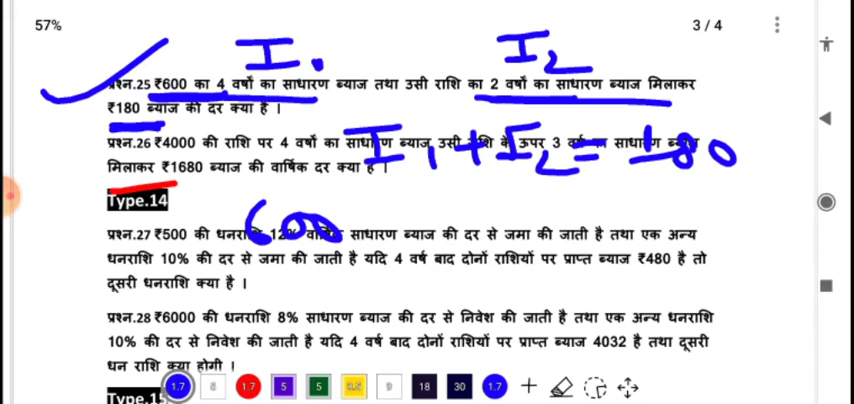 57%
3 / 4
I1 I2
प्रश्न.25 ₹600 का 4 वर्षों का साधारण ब्याज तथा उसी राशि का 2 वर्षों का साधारण ब्याज मिलाकर
₹180 ब्याज की दर क्या है ।
प्रश्न.26 ₹4000 की राशि पर 4 वर्षों का साधारण ब्याज उसी राशि के ऊपर 3 वर्ष का साधारण ब्याज
I1 + I2 = 180
मिलाकर ₹1680 ब्याज की वार्षिक दर क्या है ।
Type.14
600
प्रश्न.27 ₹500 की धनराशि 12% वार्षिक साधारण ब्याज की दर से जमा की जाती है तथा एक अन्य
धनराशि 10% की दर से जमा की जाती है यदि 4 वर्ष बाद दोनों राशियों पर प्राप्त ब्याज ₹480 है तो
दूसरी धनराशि क्या है ।
प्रश्न.28 ₹6000 की धनराशि 8% साधारण ब्याज की दर से निवेश की जाती है तथा एक अन्य धनराशि
10% की दर से निवेश की जाती है यदि 4 वर्ष बाद दोनों राशियों पर प्राप्त ब्याज 4032 है तथा दूसरी
धन राशि क्या होगी ।
Type.15
1.7 1.7 5 5 9 18 30 1.7